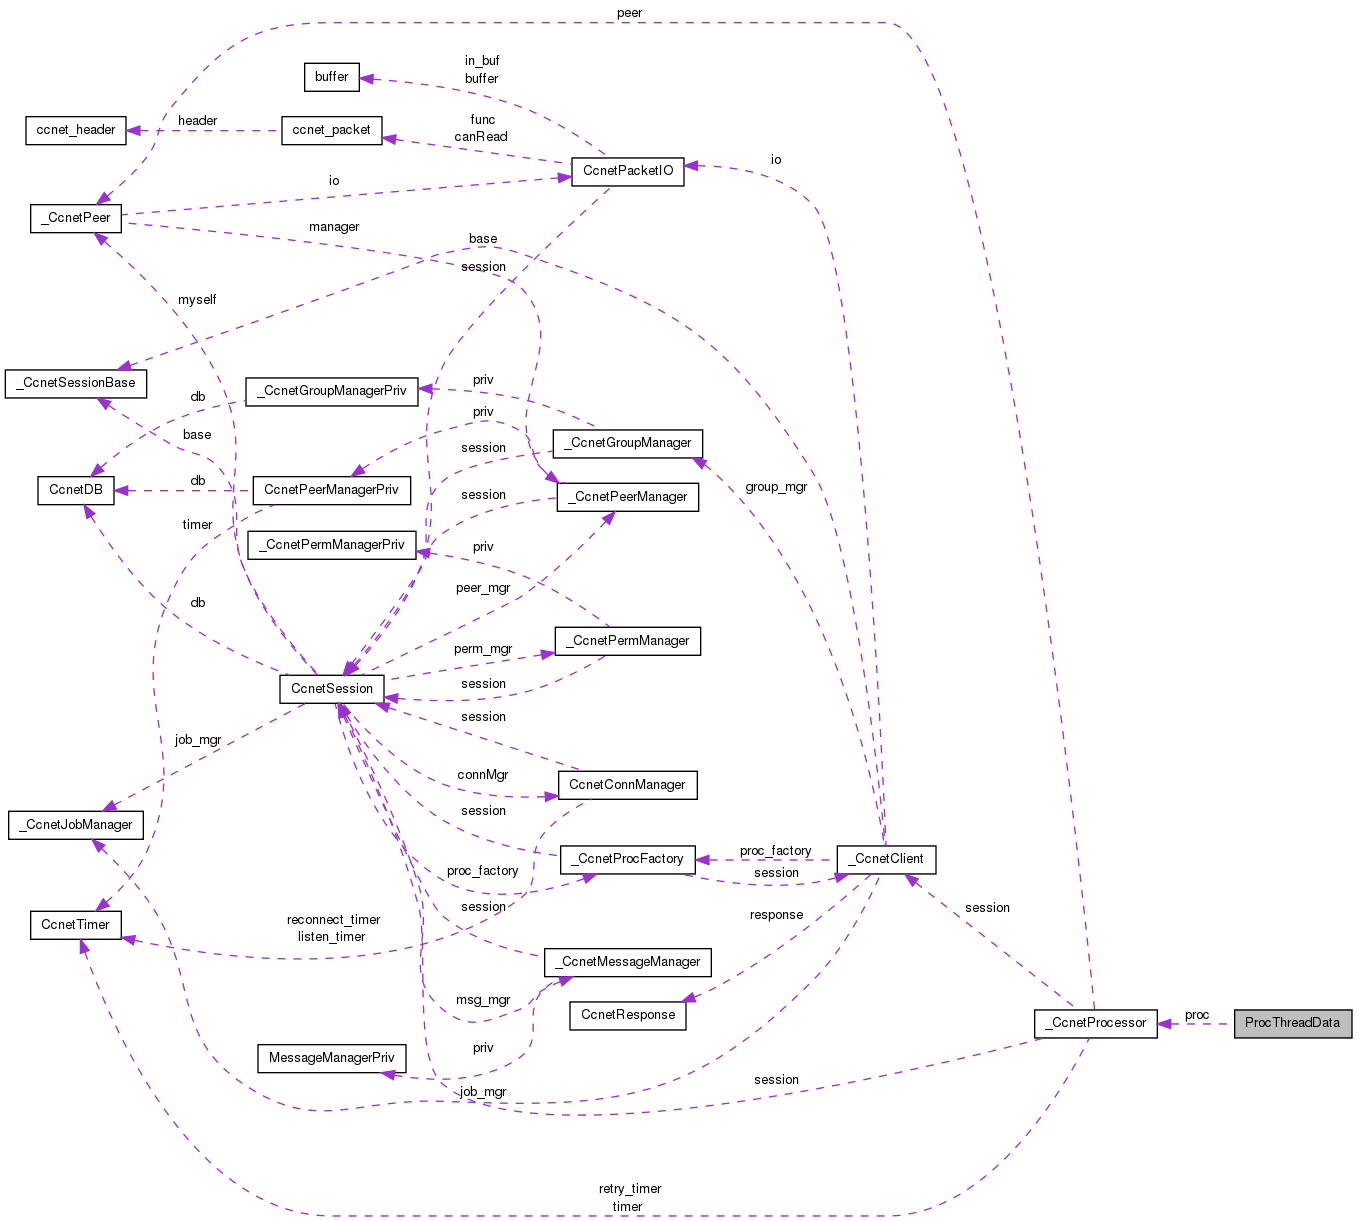 peer
in_buf
buffer
buffer
func
canRead
header
ccnet_header
ccnet_packet
io
CcnetPacketIO
io
_CcnetPeer
manager
base
session
myself
_CcnetSessionBase
_CcnetGroupManagerPriv
priv
db
priv
base
_CcnetGroupManager
session
db
CcnetDB
CcnetPeerManagerPriv
session
_CcnetPeerManager
group_mgr
timer
_CcnetPermManagerPriv
priv
peer_mgr
db
perm_mgr
_CcnetPermManager
CcnetSession
session
session
job_mgr
connMgr
CcnetConnManager
session
_CcnetJobManager
proc_factory
_CcnetProcFactory
_CcnetClient
proc_factory
session
session
response
session
reconnect_timer
listen_timer
CcnetTimer
_CcnetMessageManager
msg_mgr
CcnetResponse
_CcnetProcessor
proc
ProcThreadData
MessageManagerPriv
priv
job_mgr
session
retry_timer
timer